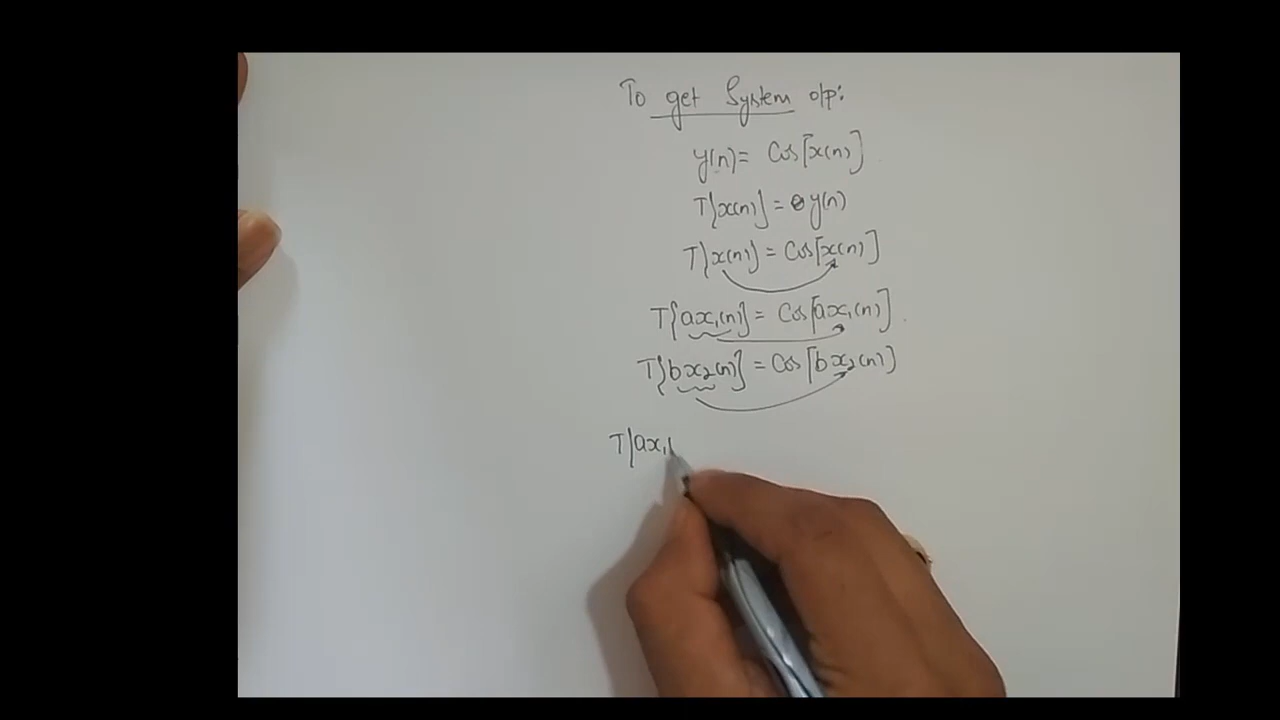 To get System o/p:
y(n) = Cos[x(n)]
T{x(n)} = y(n)
T{x(n)} = Cos[x(n)]
T{ax₁(n)} = Cos[ax₁(n)]
T{bx₂(n)} = Cos[bx₂(n)]
T{ax₁(